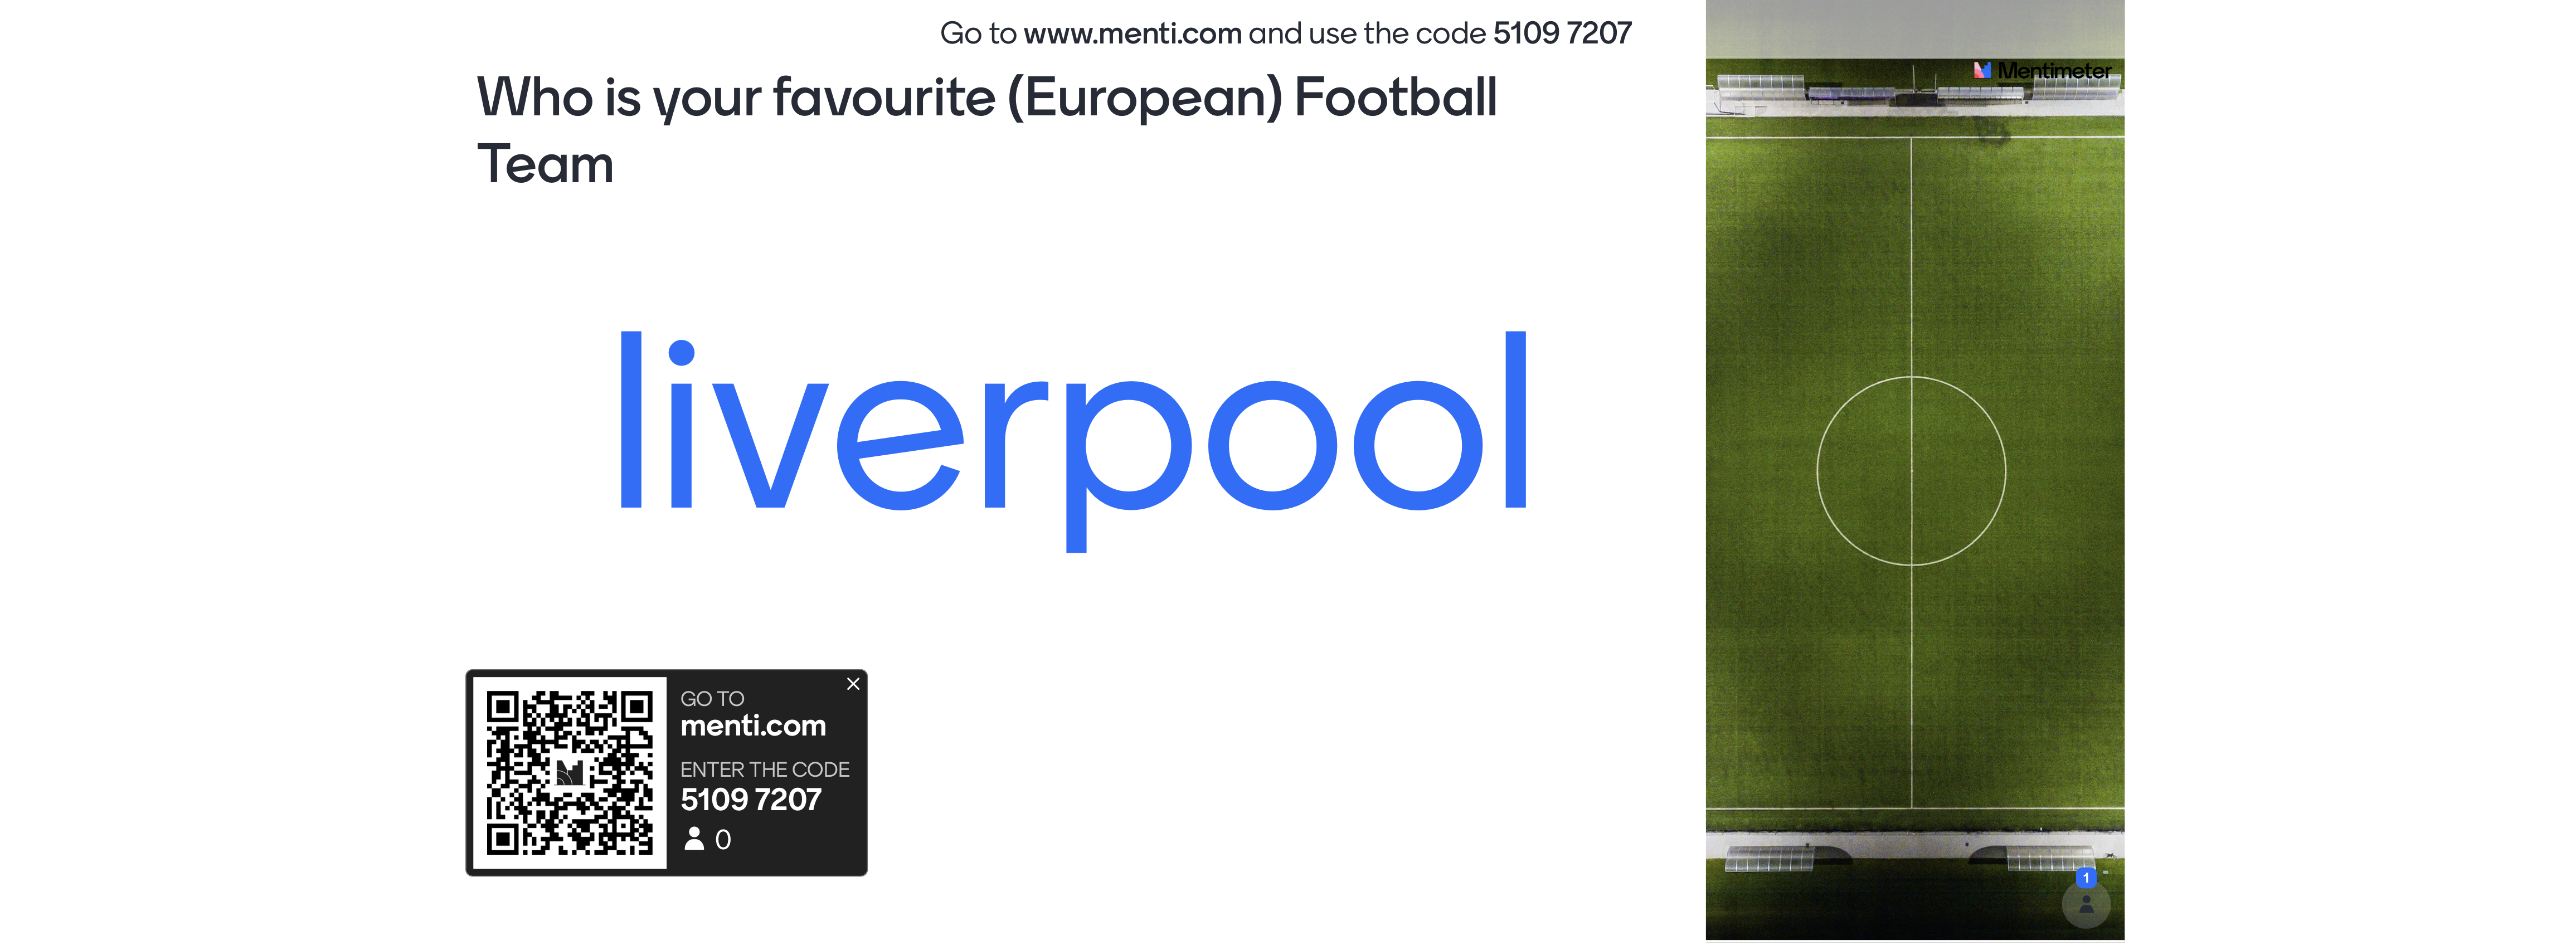 Go to www.menti.com and use the code 5109 7207
Mentimeter
Who is your favourite (European) Football
Team
liverpool
GO TO
menti.com
ENTER THE CODE
5109 7207
0
1